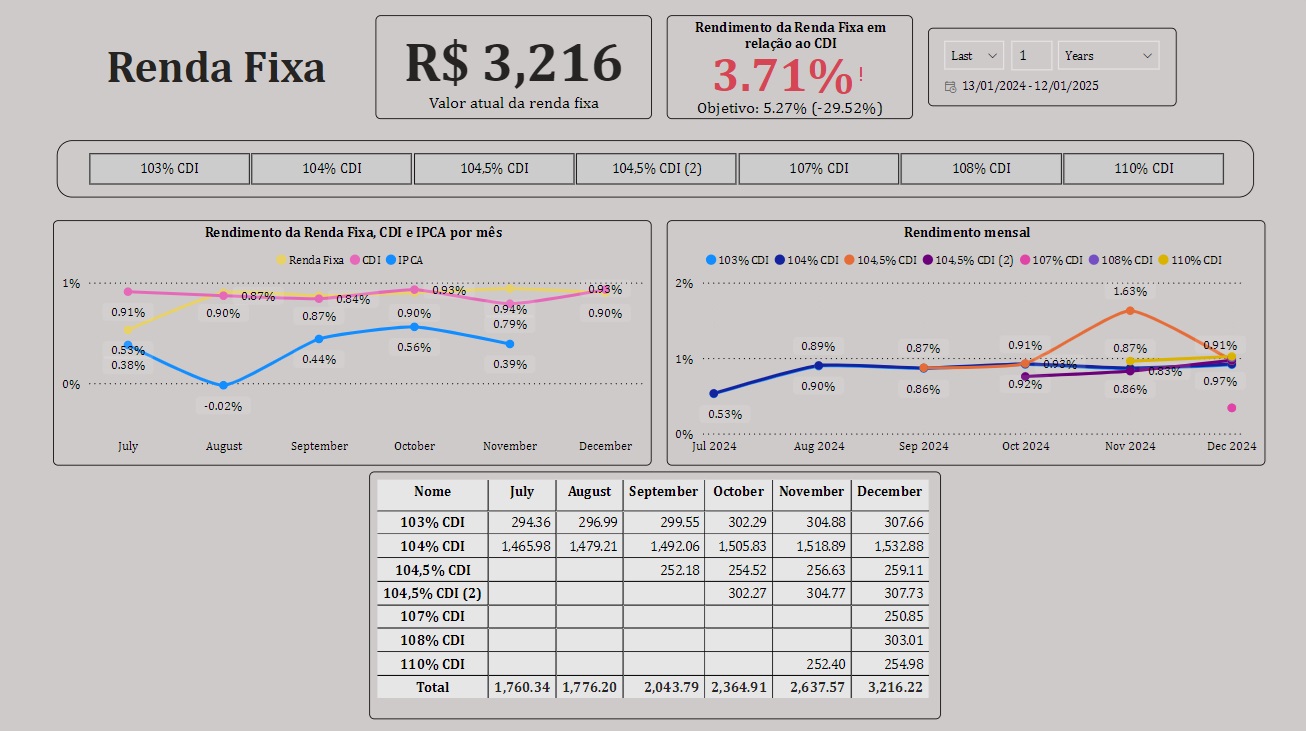 Renda Fixa
R$ 3,216
Valor atual da renda fixa
Rendimento da Renda Fixa em
relação ao CDI
3.71%!
Objetivo: 5.27% (-29.52%)
Last 1 Years
13/01/2024 - 12/01/2025
103% CDI 104% CDI 104,5% CDI 104,5% CDI (2) 107% CDI 108% CDI 110% CDI
Rendimento da Renda Fixa, CDI e IPCA por mês
Renda Fixa CDI IPCA
1%
0.87% 0.84% 0.93% 0.93%
0.91% 0.90% 0.87% 0.90% 0.94% 0.90%
0.79%
0.53%
0.38% 0.44% 0.56% 0.39%
0%
-0.02%
July August September October November December
Rendimento mensal
103% CDI 104% CDI 104,5% CDI 104,5% CDI (2) 107% CDI 108% CDI 110% CDI
2%
1.63%
0.89% 0.87% 0.91% 0.87% 0.91%
1%
0.93% 0.83%
0.90% 0.86% 0.92% 0.86% 0.97%
0.53%
0%
Jul 2024 Aug 2024 Sep 2024 Oct 2024 Nov 2024 Dec 2024
Nome July August September October November December
103% CDI 294.36 296.99 299.55 302.29 304.88 307.66
104% CDI 1,465.98 1,479.21 1,492.06 1,505.83 1,518.89 1,532.88
104,5% CDI 252.18 254.52 256.63 259.11
104,5% CDI (2) 302.27 304.77 307.73
107% CDI 250.85
108% CDI 303.01
110% CDI 252.40 254.98
Total 1,760.34 1,776.20 2,043.79 2,364.91 2,637.57 3,216.22